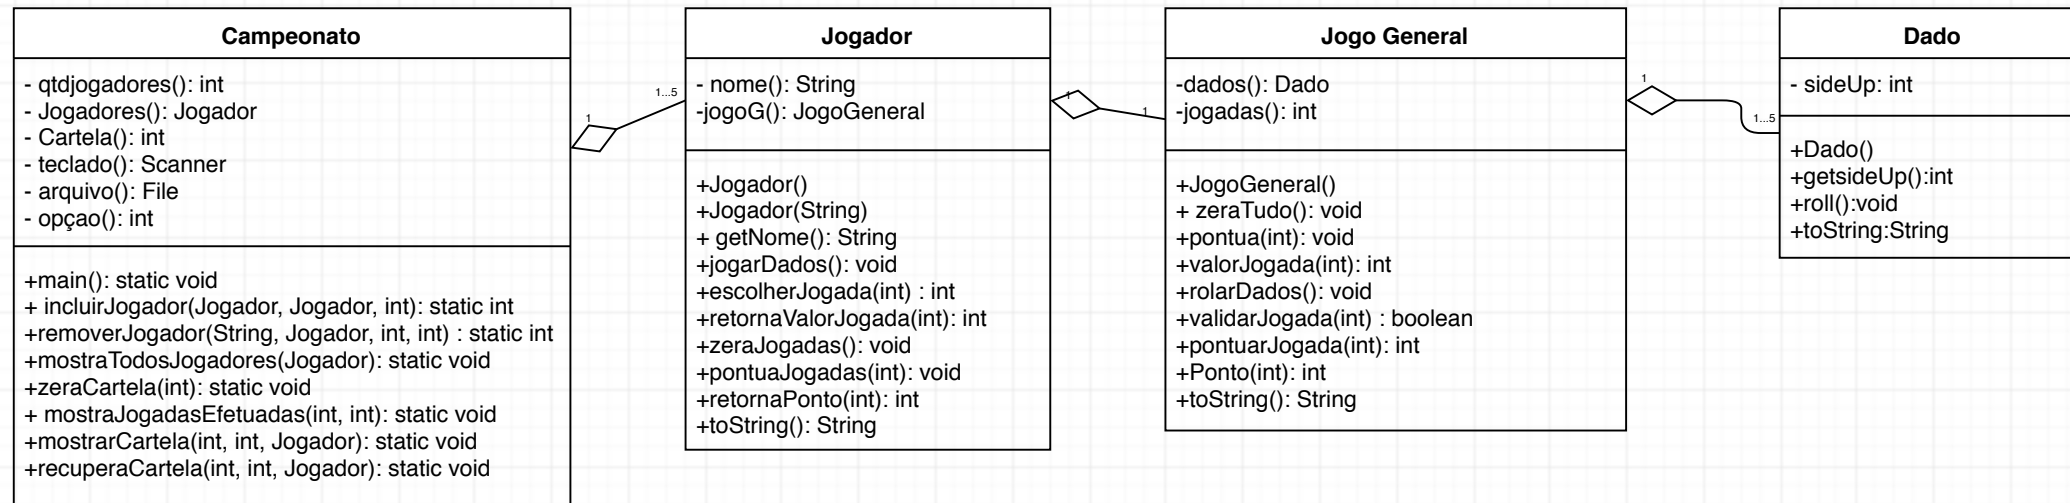 Campeonato
- qtdjogadores(): int
- Jogadores(): Jogador
- Cartela(): int
- teclado(): Scanner
- arquivo(): File
- opçao(): int
+main(): static void
+ incluirJogador(Jogador, Jogador, int): static int
+removerJogador(String, Jogador, int, int) : static int
+mostraTodosJogadores(Jogador): static void
+zeraCartela(int): static void
+ mostraJogadasEfetuadas(int, int): static void
+mostrarCartela(int, int, Jogador): static void
+recuperaCartela(int, int, Jogador): static void
1
1...5
Jogador
- nome(): String
-jogoG(): JogoGeneral
+Jogador()
+Jogador(String)
+ getNome(): String
+jogarDados(): void
+escolherJogada(int) : int
+retornaValorJogada(int): int
+zeraJogadas(): void
+pontuaJogadas(int): void
+retornaPonto(int): int
+toString(): String
1
1
Jogo General
-dados(): Dado
-jogadas(): int
+JogoGeneral()
+ zeraTudo(): void
+pontua(int): void
+valorJogada(int): int
+rolarDados(): void
+validarJogada(int) : boolean
+pontuarJogada(int): int
+Ponto(int): int
+toString(): String
1
1...5
Dado
- sideUp: int
+Dado()
+getsideUp():int
+roll():void
+toString:String